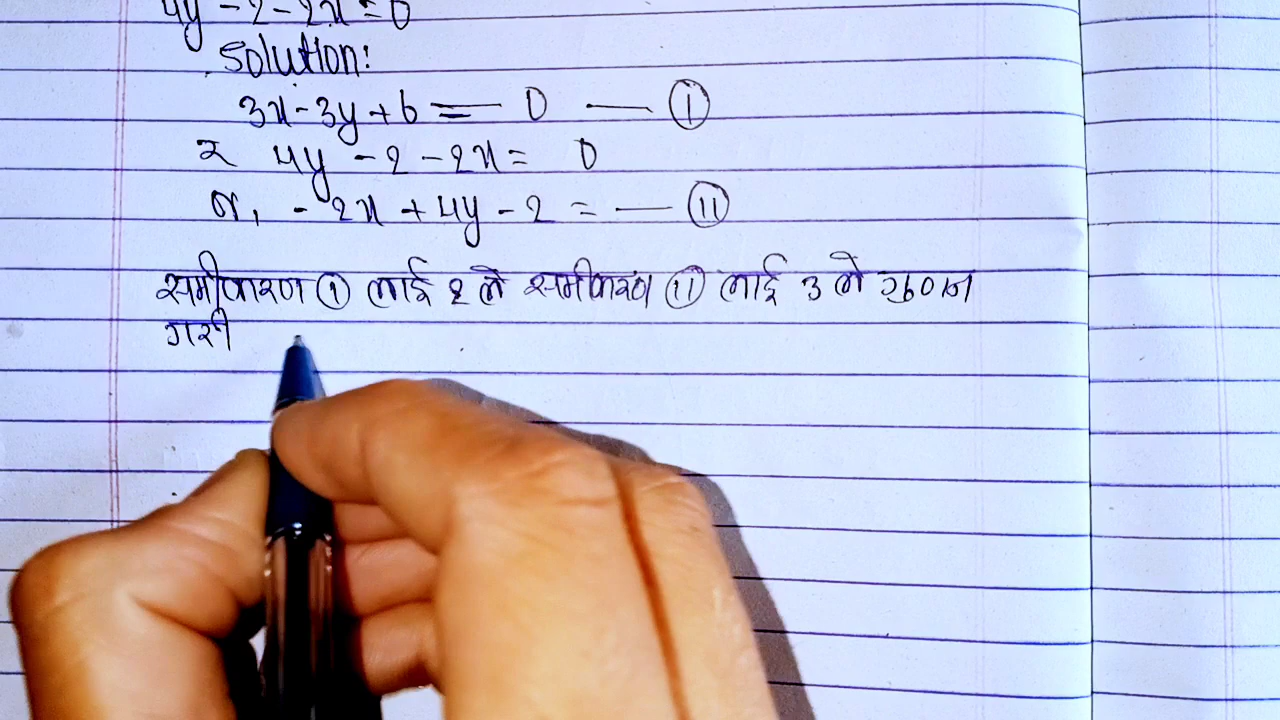 4y - 2 - 2x = 0
Solution:
3x - 3y + 6 = 0 — (I)
र 4y - 2 - 2x = 0
or, - 2x + 4y - 2 = — (II)
समीकरण (I) लाई 2 ले समीकरण (II) लाई 3 ले गुणन
गरी